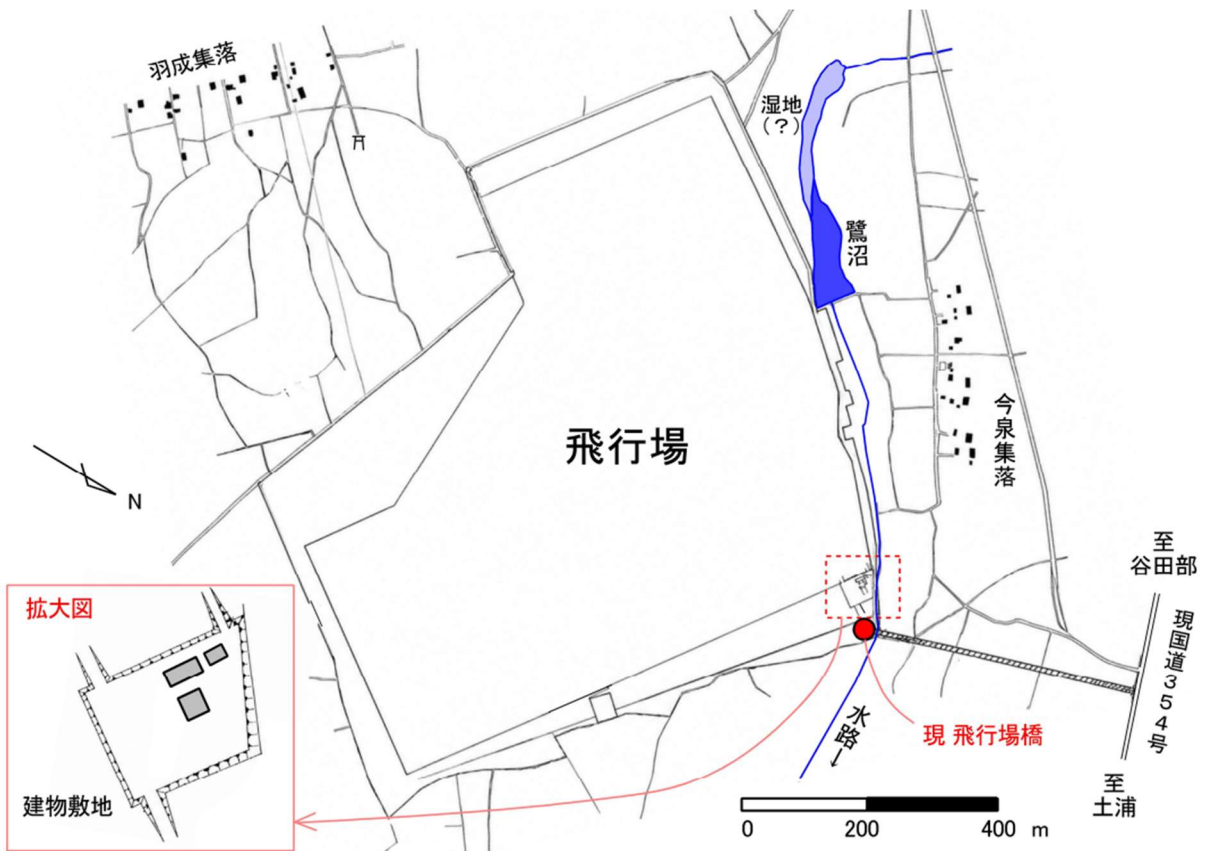 羽成集落
湿地
(?)
鷺沼
飛行場
今泉集落
N
至
谷田部
現国道354号
拡大図
建物敷地
水路↓
現 飛行場橋
至
土浦
0 200 400 m